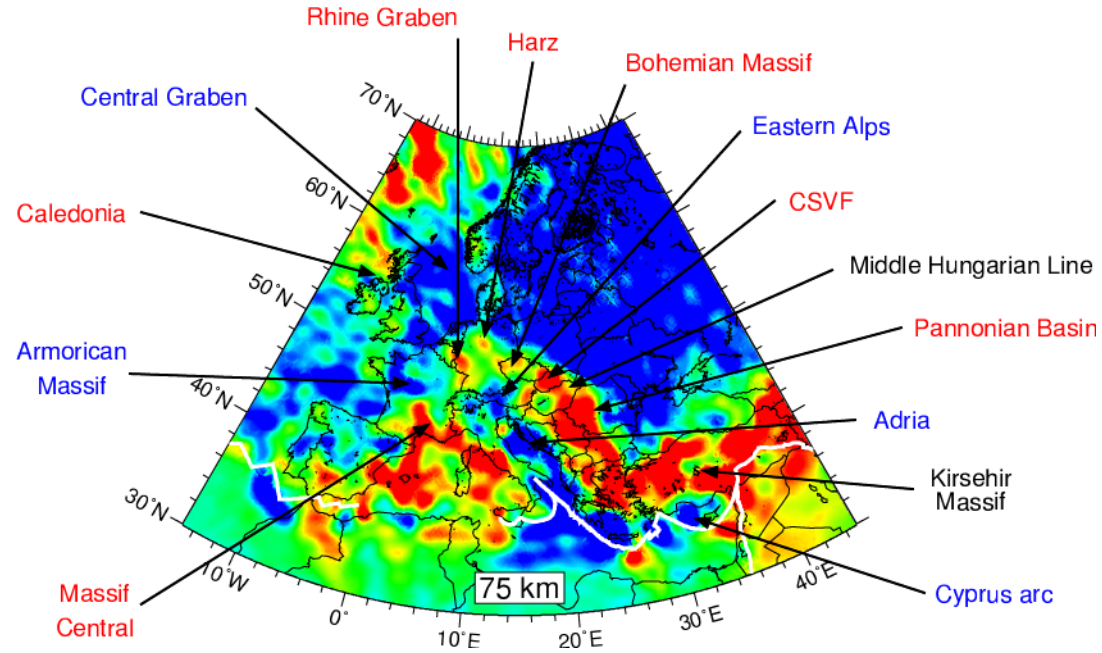 Rhine Graben
Harz
Bohemian Massif
Central Graben
70°N
Eastern Alps
60°N
CSVF
Caledonia
Middle Hungarian Line
50°N
Pannonian Basin
Armorican
Massif
40°N
Adria
Kirsehir
Massif
30°N
10°W
40°E
75 km
Massif
Central
Cyprus arc
0°
10°E
20°E
30°E